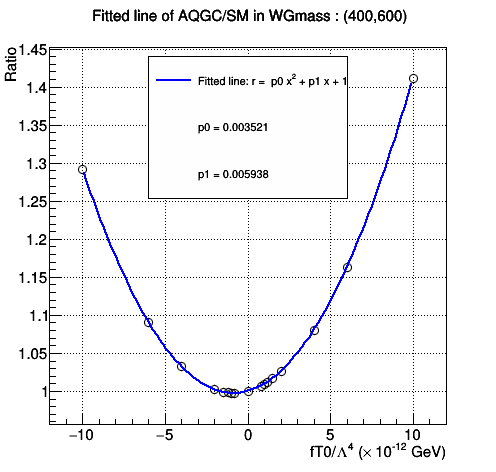 Fitted line of AQGC/SM in WGmass : (400,600)
Ratio
1.45
1.4
1.35
1.3
1.25
1.2
1.15
1.1
1.05
1
Fitted line: r = p0 x² + p1 x + 1
p0 = 0.003521
p1 = 0.005938
−10 −5 0 5 10
fT0/Λ⁴ (× 10⁻¹² GeV)